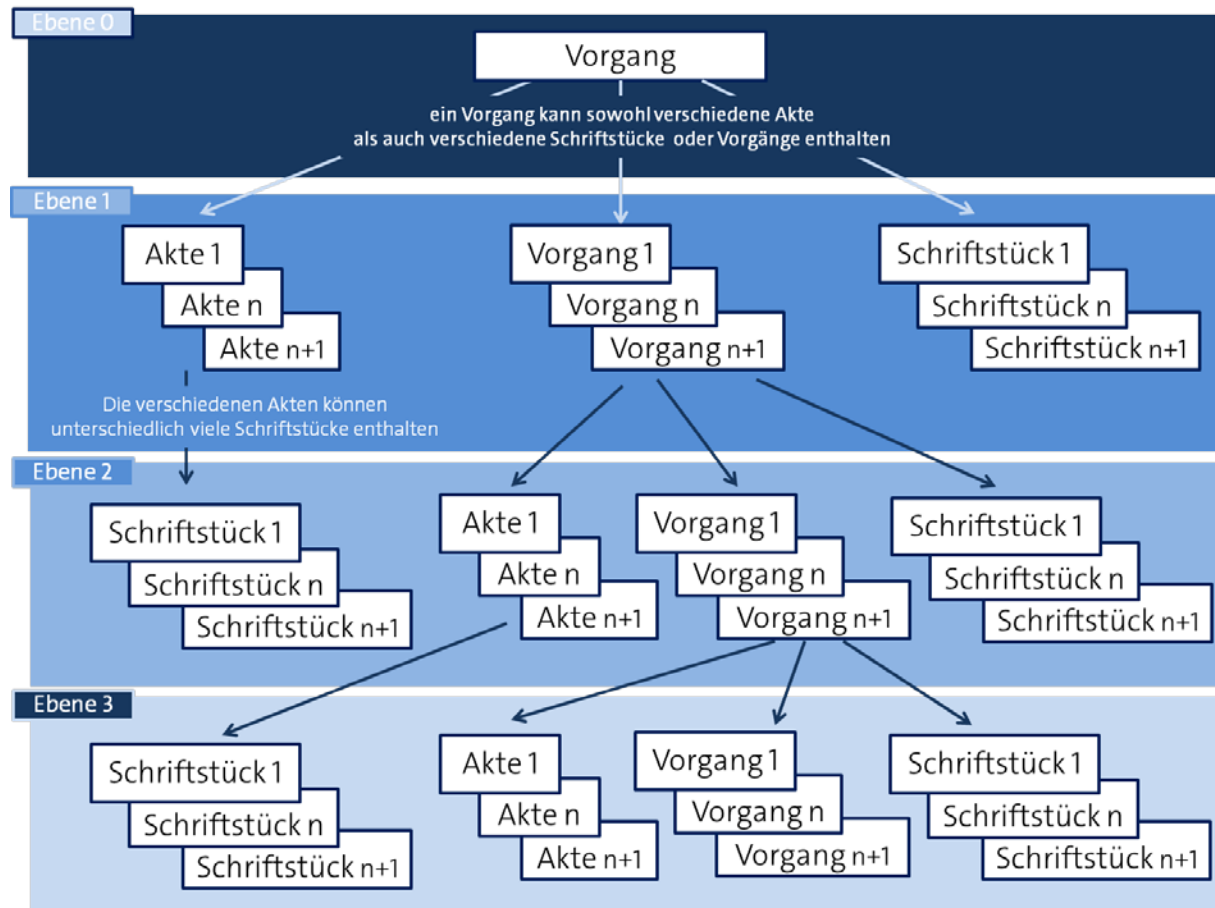 Ebene 0
Vorgang
ein Vorgang kann sowohl verschiedene Akte
als auch verschiedene Schriftstücke oder Vorgänge enthalten
Ebene 1
Akte 1
Akte n
Akte n+1
Vorgang 1
Vorgang n
Vorgang n+1
Schriftstück 1
Schriftstück n
Schriftstück n+1
Die verschiedenen Akten können
unterschiedlich viele Schriftstücke enthalten
Ebene 2
Schriftstück 1
Schriftstück n
Schriftstück n+1
Akte 1
Akte n
Akte n+1
Vorgang 1
Vorgang n
Vorgang n+1
Schriftstück 1
Schriftstück n
Schriftstück n+1
Ebene 3
Schriftstück 1
Schriftstück n
Schriftstück n+1
Akte 1
Akte n
Akte n+1
Vorgang 1
Vorgang n
Vorgang n+1
Schriftstück 1
Schriftstück n
Schriftstück n+1